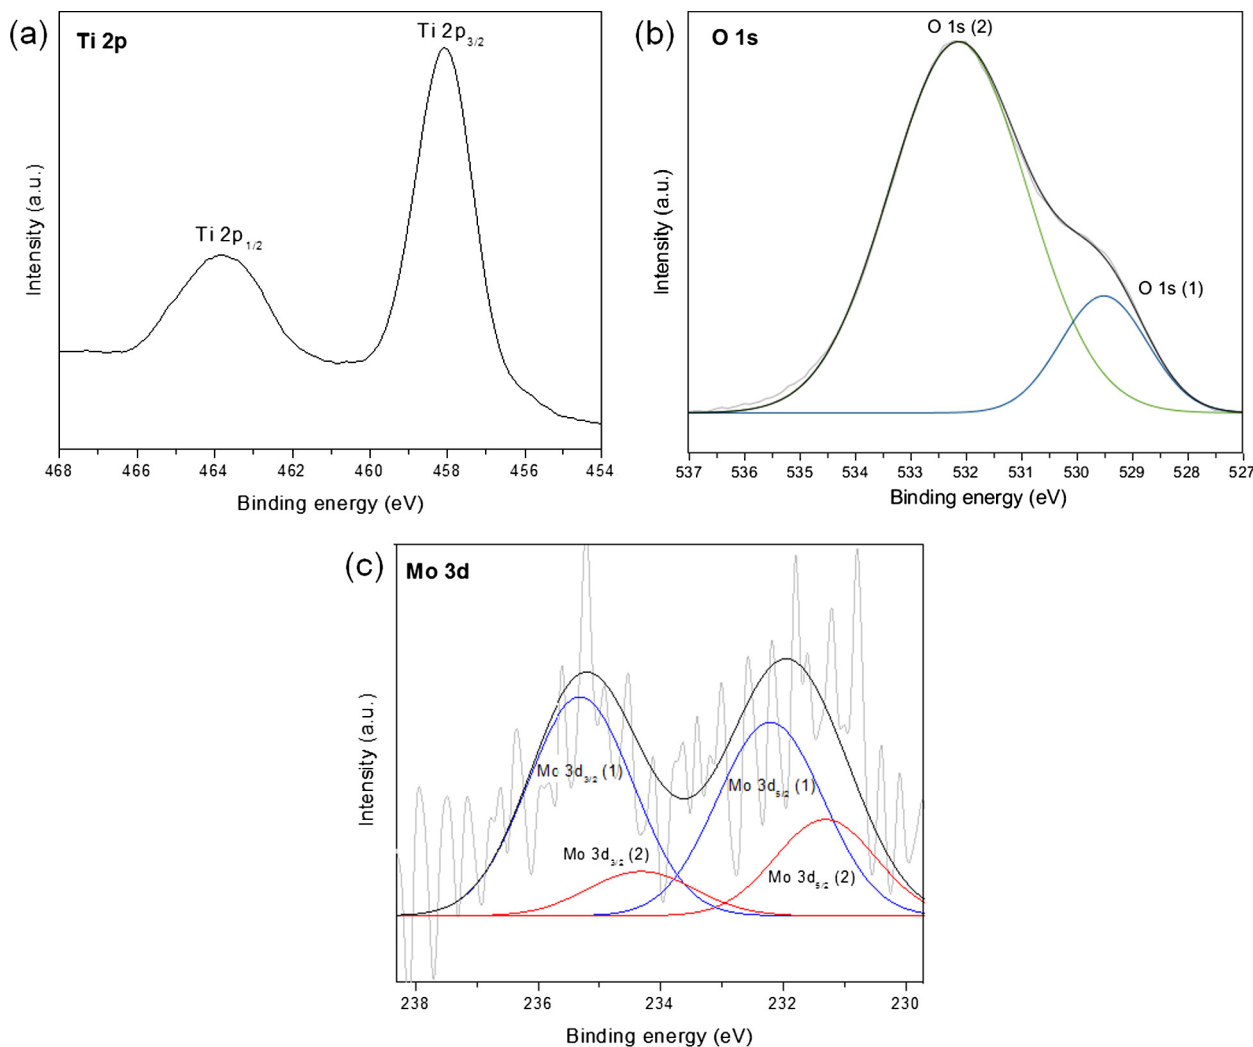 (a)
Ti 2p
Ti 2p3/2
Ti 2p1/2
Intensity (a.u.)
468 466 464 462 460 458 456 454
Binding energy (eV)
(b)
O 1s
O 1s (2)
O 1s (1)
Intensity (a.u.)
537 536 535 534 533 532 531 530 529 528 527
Binding energy (eV)
(c)
Mo 3d
Mo 3d3/2 (1)
Mo 3d5/2 (1)
Mo 3d3/2 (2)
Mo 3d5/2 (2)
Intensity (a.u.)
238 236 234 232 230
Binding energy (eV)